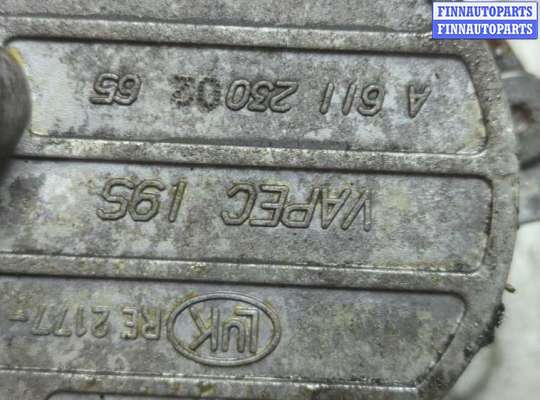 FINNAUTOPARTS
FINNAUTOPARTS
LUK RE 2177
VAPEC 195
A 611 230 02 65